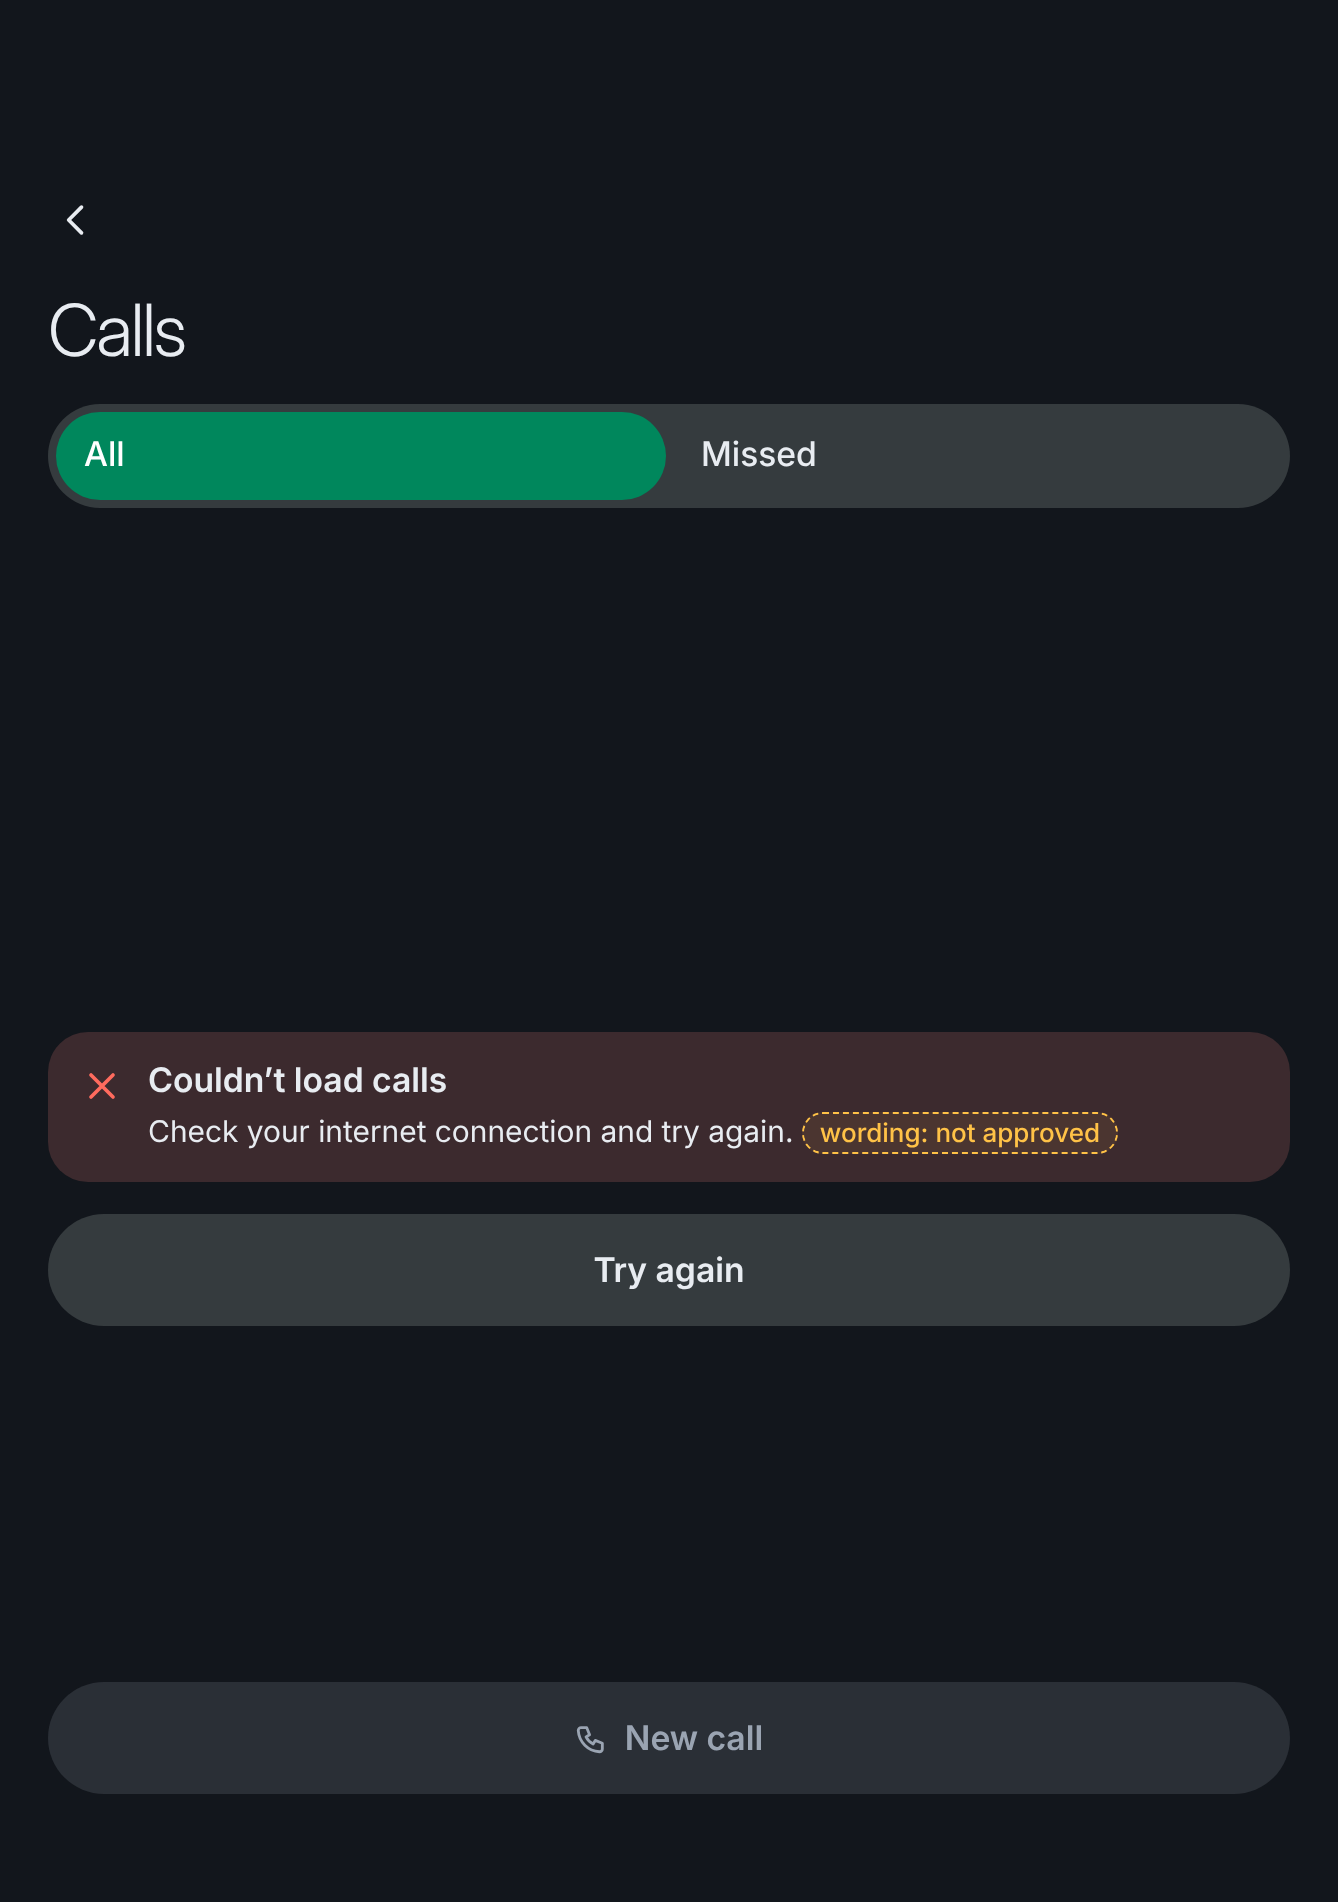 Calls
All Missed
Couldn’t load calls
Check your internet connection and try again. wording: not approved
Try again
New call